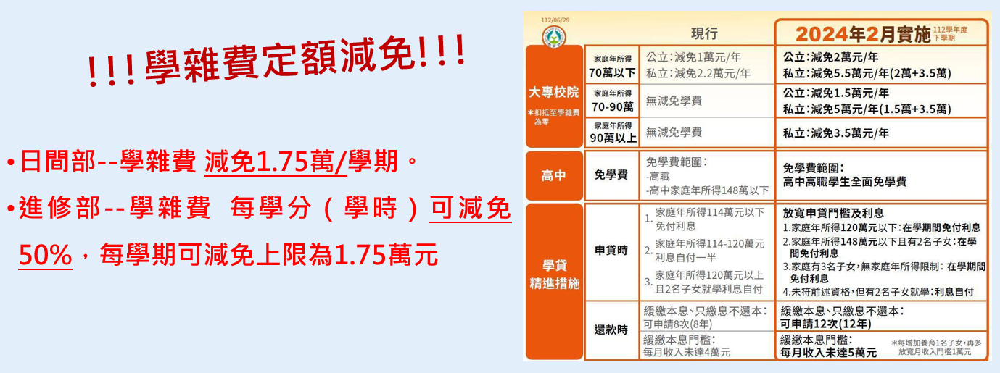 !!!學雜費定額減免!!!
•日間部--學雜費 減免1.75萬/學期。
•進修部--學雜費 每學分(學時)可減免
50%，每學期可減免上限為1.75萬元
112/06/29
現行
2024年2月實施 112學年度
下學期
大專校院
＊扣抵至學雜費
為零
家庭年所得
70萬以下
公立：減免1萬元/年
私立：減免2.2萬元/年
公立：減免2萬元/年
私立：減免5.5萬元/年(2萬+3.5萬)
家庭年所得
70-90萬
無減免學費
公立：減免1.5萬元/年
私立：減免5萬元/年(1.5萬+3.5萬)
家庭年所得
90萬以上
無減免學費
私立：減免3.5萬元/年
高中
免學費
免學費範圍：
-高職
-高中家庭年所得148萬以下
免學費範圍：
高中高職學生全面免學費
學貸
精進措施
申貸時
1. 家庭年所得114萬元以下
免付利息
2. 家庭年所得114-120萬元
利息自付一半
3. 家庭年所得120萬元以上
且2名子女就學利息自付
放寬申貸門檻及利息
1.家庭年所得120萬元以下：在學期間免付利息
2.家庭年所得148萬元以下且有2名子女：在學
間免付利息
3.家庭有3名子女，無家庭年所得限制：在學期間
免付利息
4.未符前述資格，但有2名子女就學：利息自付
還款時
緩繳本息、只繳息不還本：
可申請8次(8年)
緩繳本息、只繳息不還本：
可申請12次(12年)
緩繳本息門檻：
每月收入未達4萬元
緩繳本息門檻：
每月收入未達5萬元
＊每增加養育1名子女，再多
放寬月收入門檻1萬元